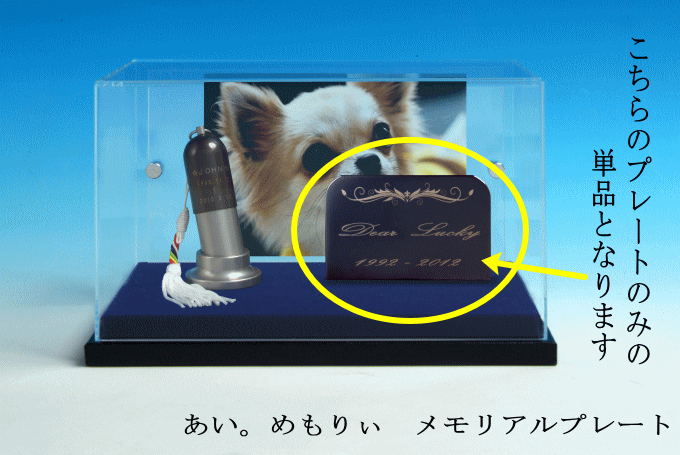 こちらのプレートのみの
単品となります
Dear Lucky
1992 - 2012
あい。めもりぃ　メモリアルプレート